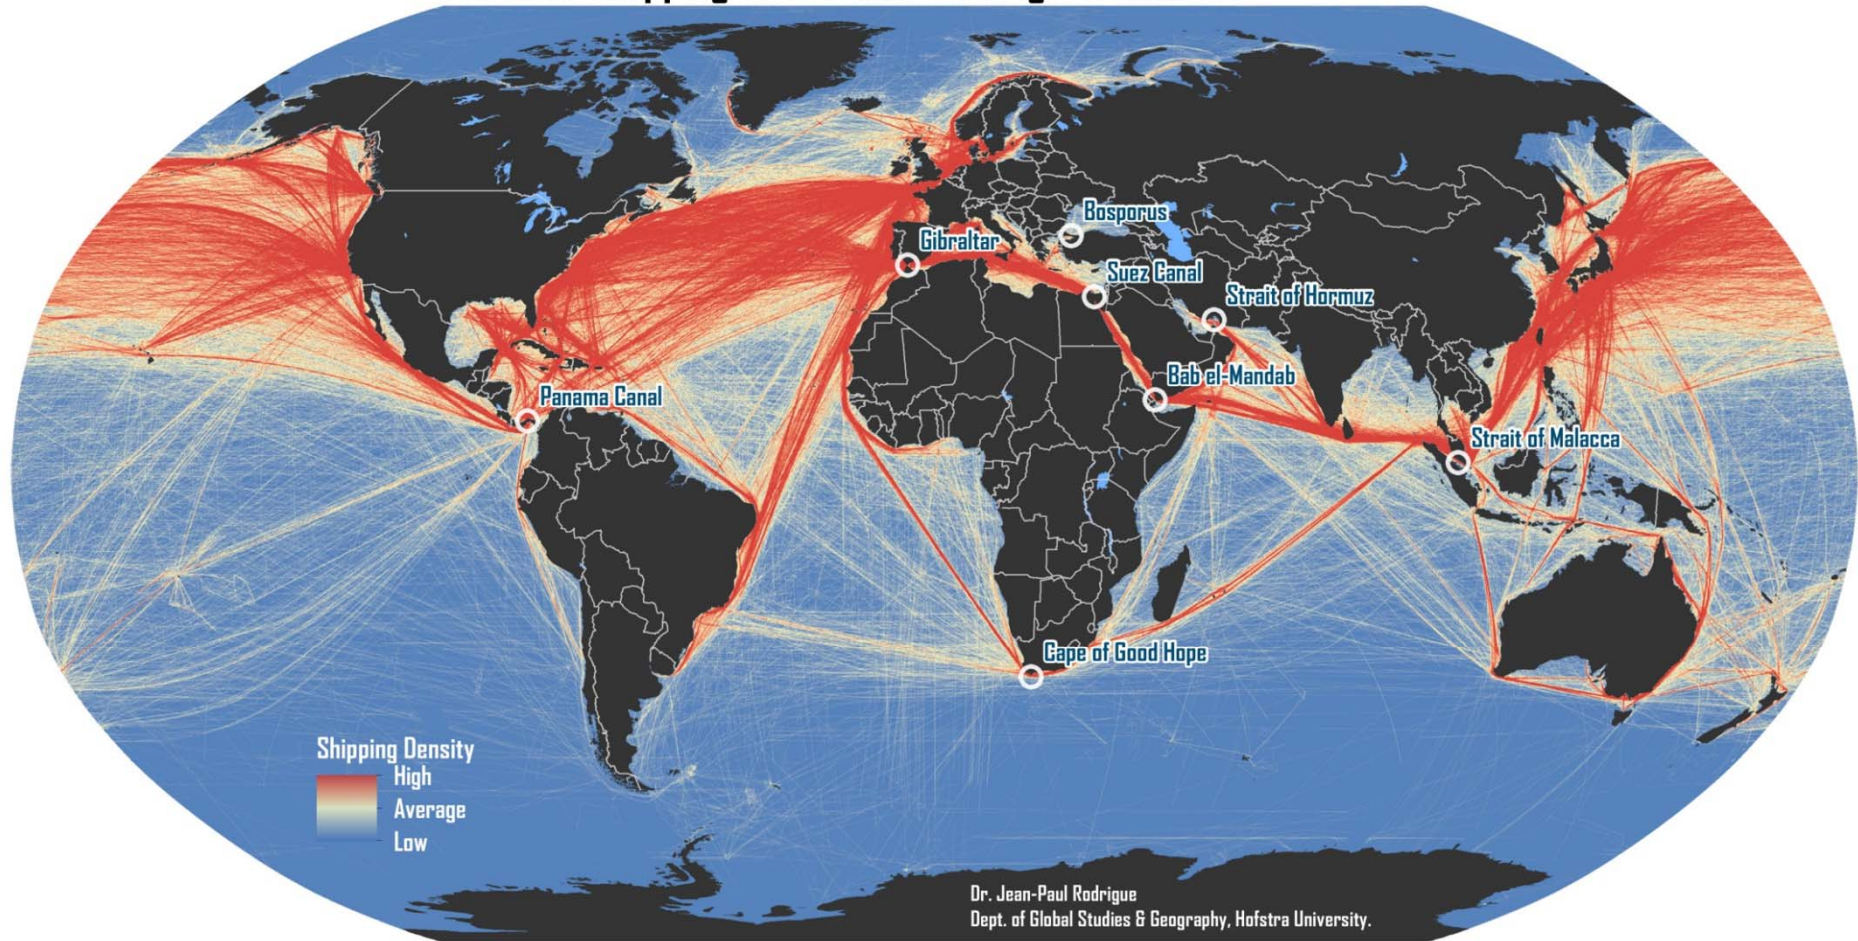 Bosporus
Gibraltar
Suez Canal
Strait of Hormuz
Bab el-Mandab
Panama Canal
Strait of Malacca
Cape of Good Hope
Shipping Density
High
Average
Low
Dr. Jean-Paul Rodrigue
Dept. of Global Studies & Geography, Hofstra University.